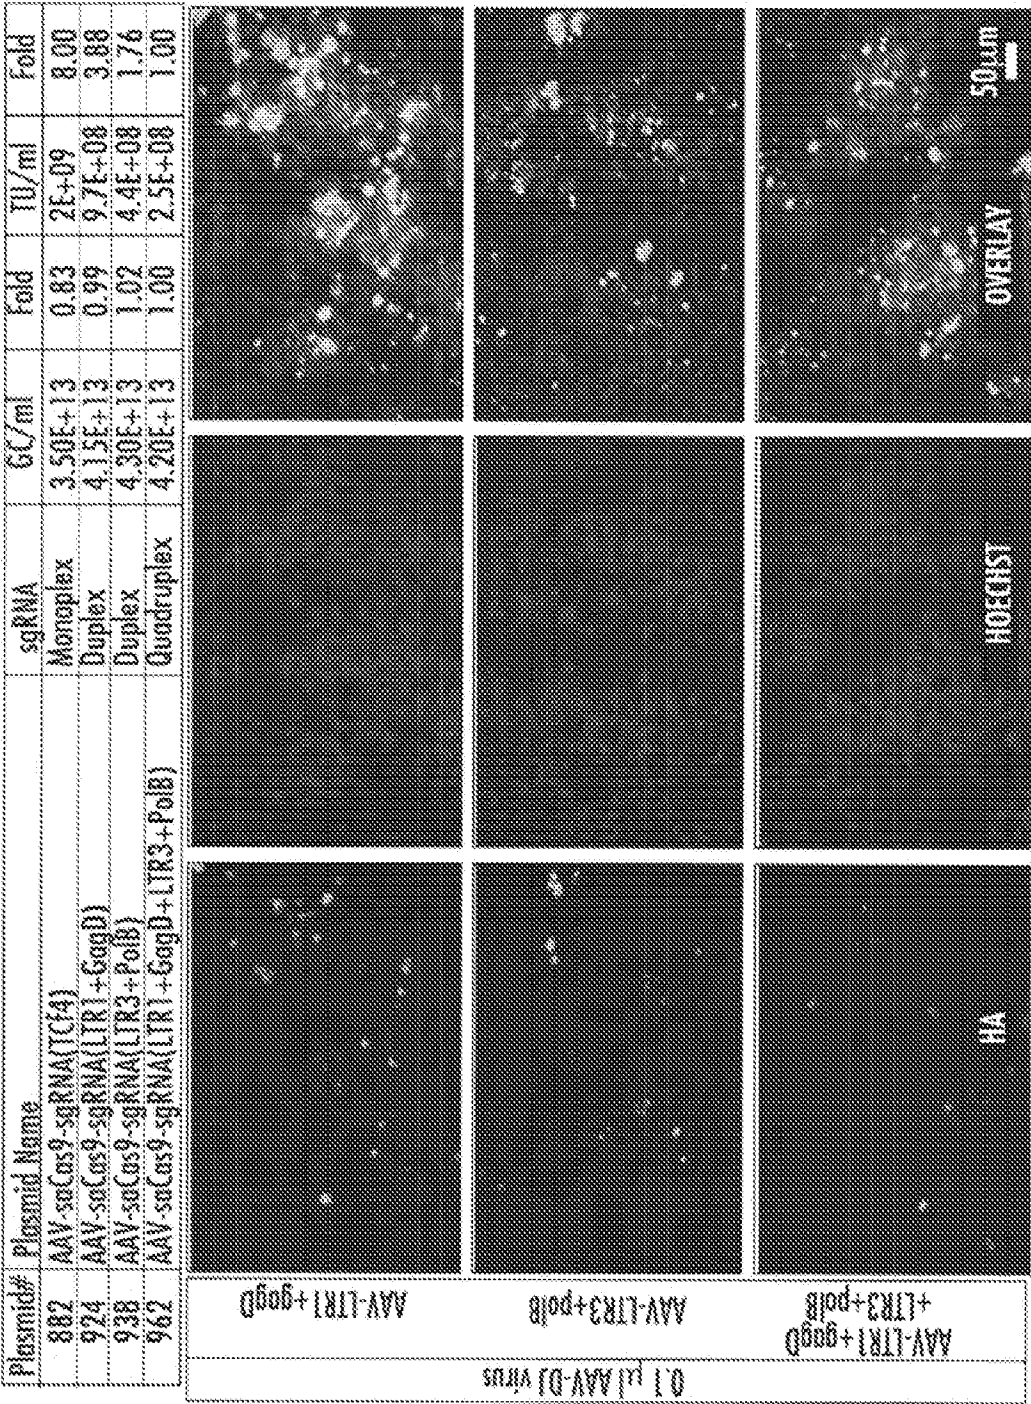 Plasmid# Plasmid Name sgRNA GC/ml Fold TU/ml Fold
882 AAV-saCas9-sgRNA(TCf4) Monoplex 3.50E+13 0.83 2E+09 8.00
924 AAV-saCas9-sgRNA(LTR1+GagD) Duplex 4.15E+13 0.99 9.7E+08 3.88
938 AAV-saCas9-sgRNA(LTR3+PolB) Duplex 4.30E+13 1.02 4.4E+08 1.76
962 AAV-saCas9-sgRNA(LTR1+GagD+LTR3+PolB) Quadruplex 4.20E+13 1.00 2.5E+08 1.00
0.1 µl AAV-DJ virus
AAV-LTR1+gagD
AAV-LTR3+polB
AAV-LTR1+gagD
+LTR3+polB
HA
HOECHST
OVERLAY
50µm